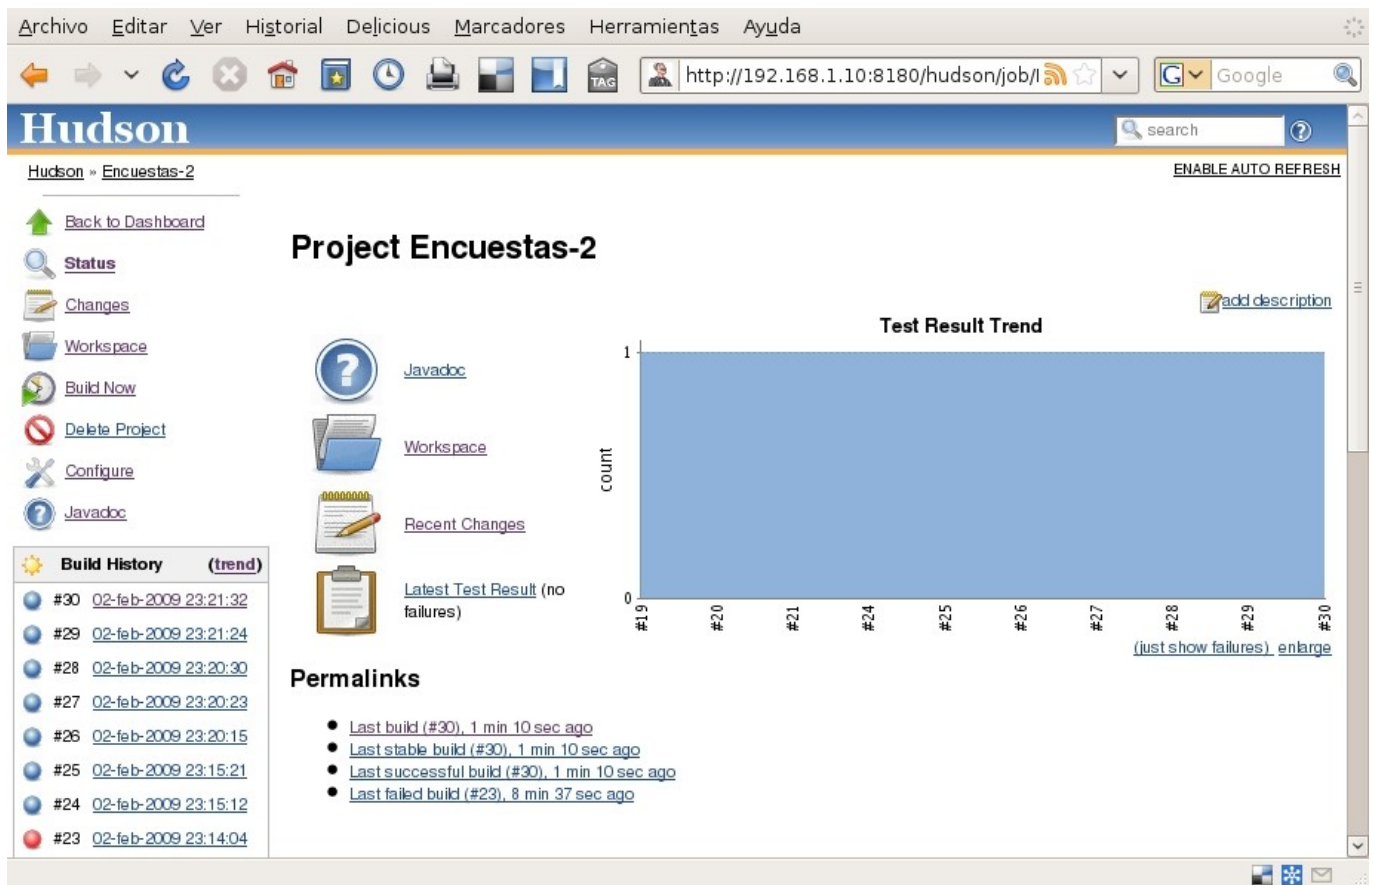 Archivo Editar Ver Historial Delicious Marcadores Herramientas Ayuda
TAG http://192.168.1.10:8180/hudson/job/ G Google
Hudson search ?
Hudson » Encuestas-2 ENABLE AUTO REFRESH
Back to Dashboard
Status
Changes
Workspace
Build Now
Delete Project
Configure
Javadoc
Build History (trend)
#30 02-feb-2009 23:21:32
#29 02-feb-2009 23:21:24
#28 02-feb-2009 23:20:30
#27 02-feb-2009 23:20:23
#26 02-feb-2009 23:20:15
#25 02-feb-2009 23:15:21
#24 02-feb-2009 23:15:12
#23 02-feb-2009 23:14:04
Project Encuestas-2
add description
Javadoc
Workspace
Recent Changes
Latest Test Result (no
failures)
Test Result Trend
count
1
0
#19 #20 #21 #24 #25 #26 #27 #28 #29 #30
(just show failures) enlarge
Permalinks
Last build (#30), 1 min 10 sec ago
Last stable build (#30), 1 min 10 sec ago
Last successful build (#30), 1 min 10 sec ago
Last failed build (#23), 8 min 37 sec ago